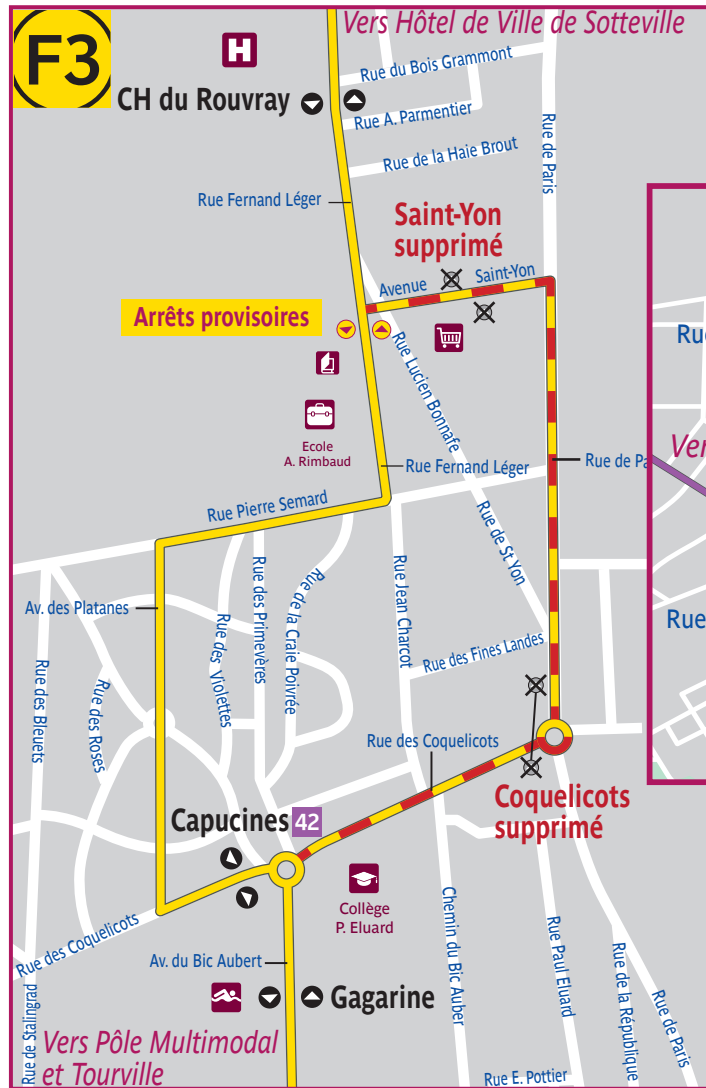 F3
Vers Hôtel de Ville de Sotteville
H
CH du Rouvray
Rue du Bois Grammont
Rue A. Parmentier
Rue de la Haie Brout
Rue de Paris
Rue Fernand Léger
Saint-Yon
supprimé
Avenue Saint-Yon
Arrêts provisoires
Rue Lucien Bonnafe
Ecole
A. Rimbaud
Rue Fernand Léger
Rue de Pa
Rue Pierre Semard
Rue de St Yon
Av. des Platanes
Rue des Bleuets
Rue des Roses
Rue des Violettes
Rue des Primevères
Rue de la Craie Poivrée
Rue Jean Charcot
Rue des Fines Landes
Rue des Coquelicots
Coquelicots
supprimé
Capucines 42
Collège
P. Eluard
Rue des Coquelicots
Av. du Bic Aubert
Chemin du Bic Auber
Rue Paul Eluard
Rue de la République
Rue de Paris
Gagarine
Rue de Stalingrad
Vers Pôle Multimodal
et Tourville
Rue E. Pottier
Ru
Ver
Rue